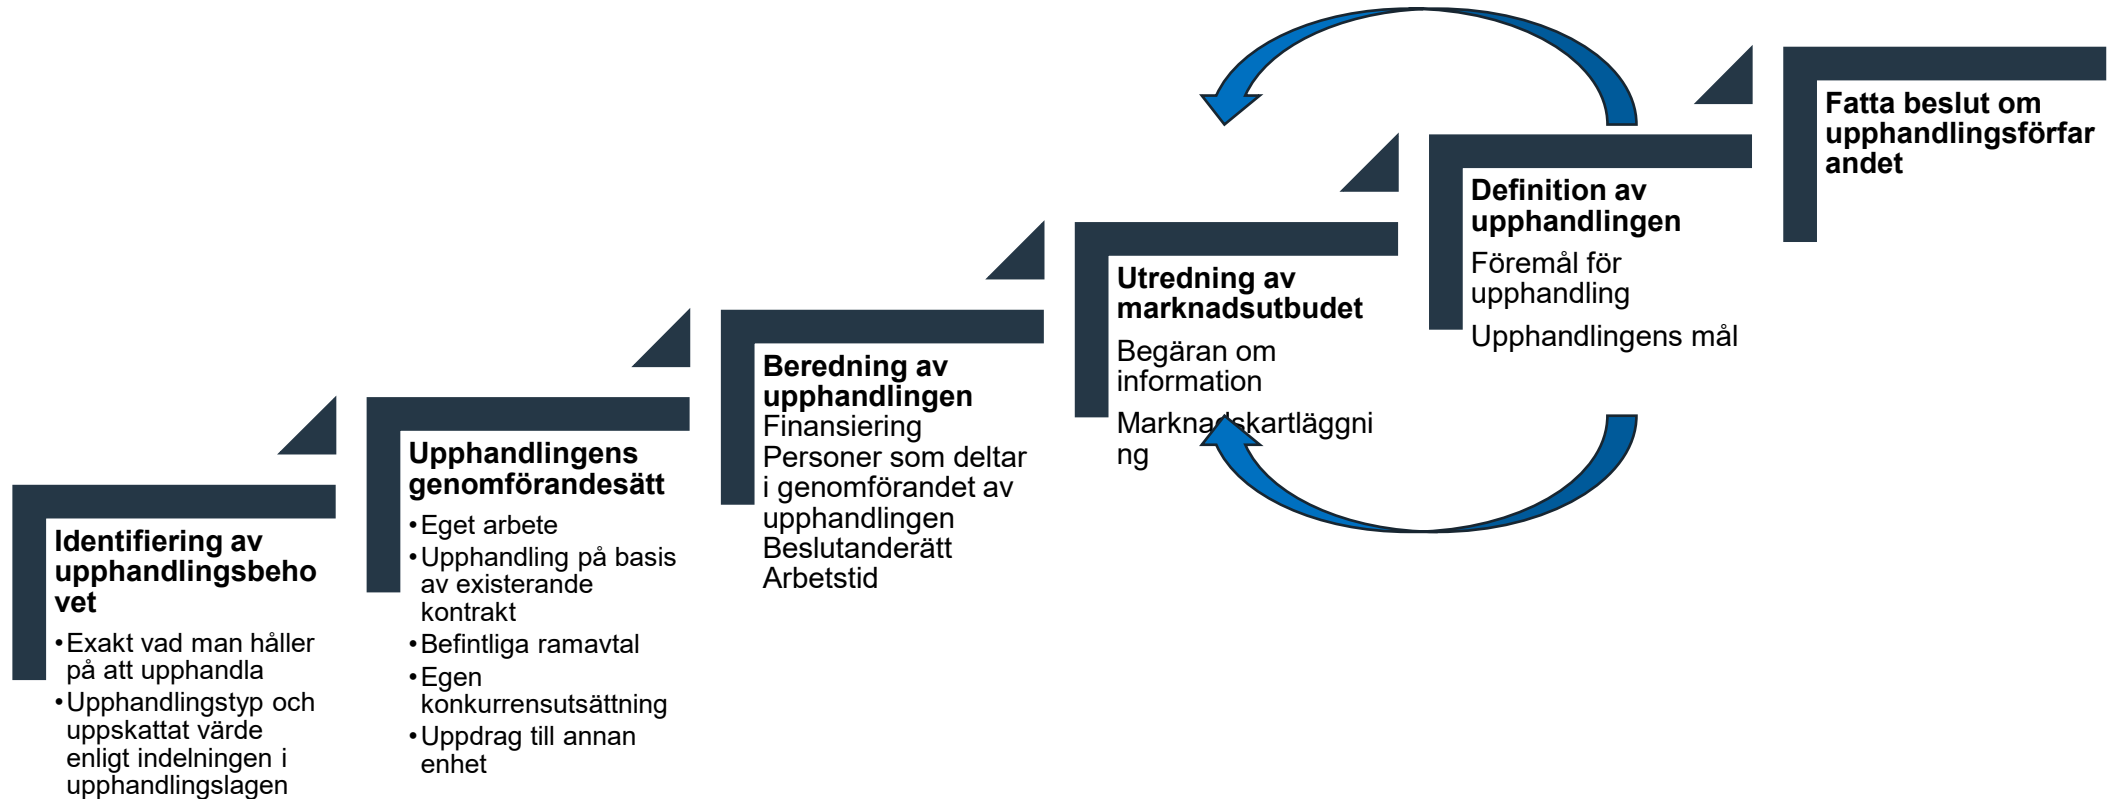 Identifiering av
upphandlingsbeho
vet
•Exakt vad man håller
på att upphandla
•Upphandlingstyp och
uppskattat värde
enligt indelningen i
upphandlingslagen
Upphandlingens
genomförandesätt
•Eget arbete
•Upphandling på basis
av existerande
kontrakt
•Befintliga ramavtal
•Egen
konkurrensutsättning
•Uppdrag till annan
enhet
Beredning av
upphandlingen
Finansiering
Personer som deltar
i genomförandet av
upphandlingen
Beslutanderätt
Arbetstid
Utredning av
marknadsutbudet
Begäran om
information
Marknadskartläggni
ng
Definition av
upphandlingen
Föremål för
upphandling
Upphandlingens mål
Fatta beslut om
upphandlingsförfar
andet